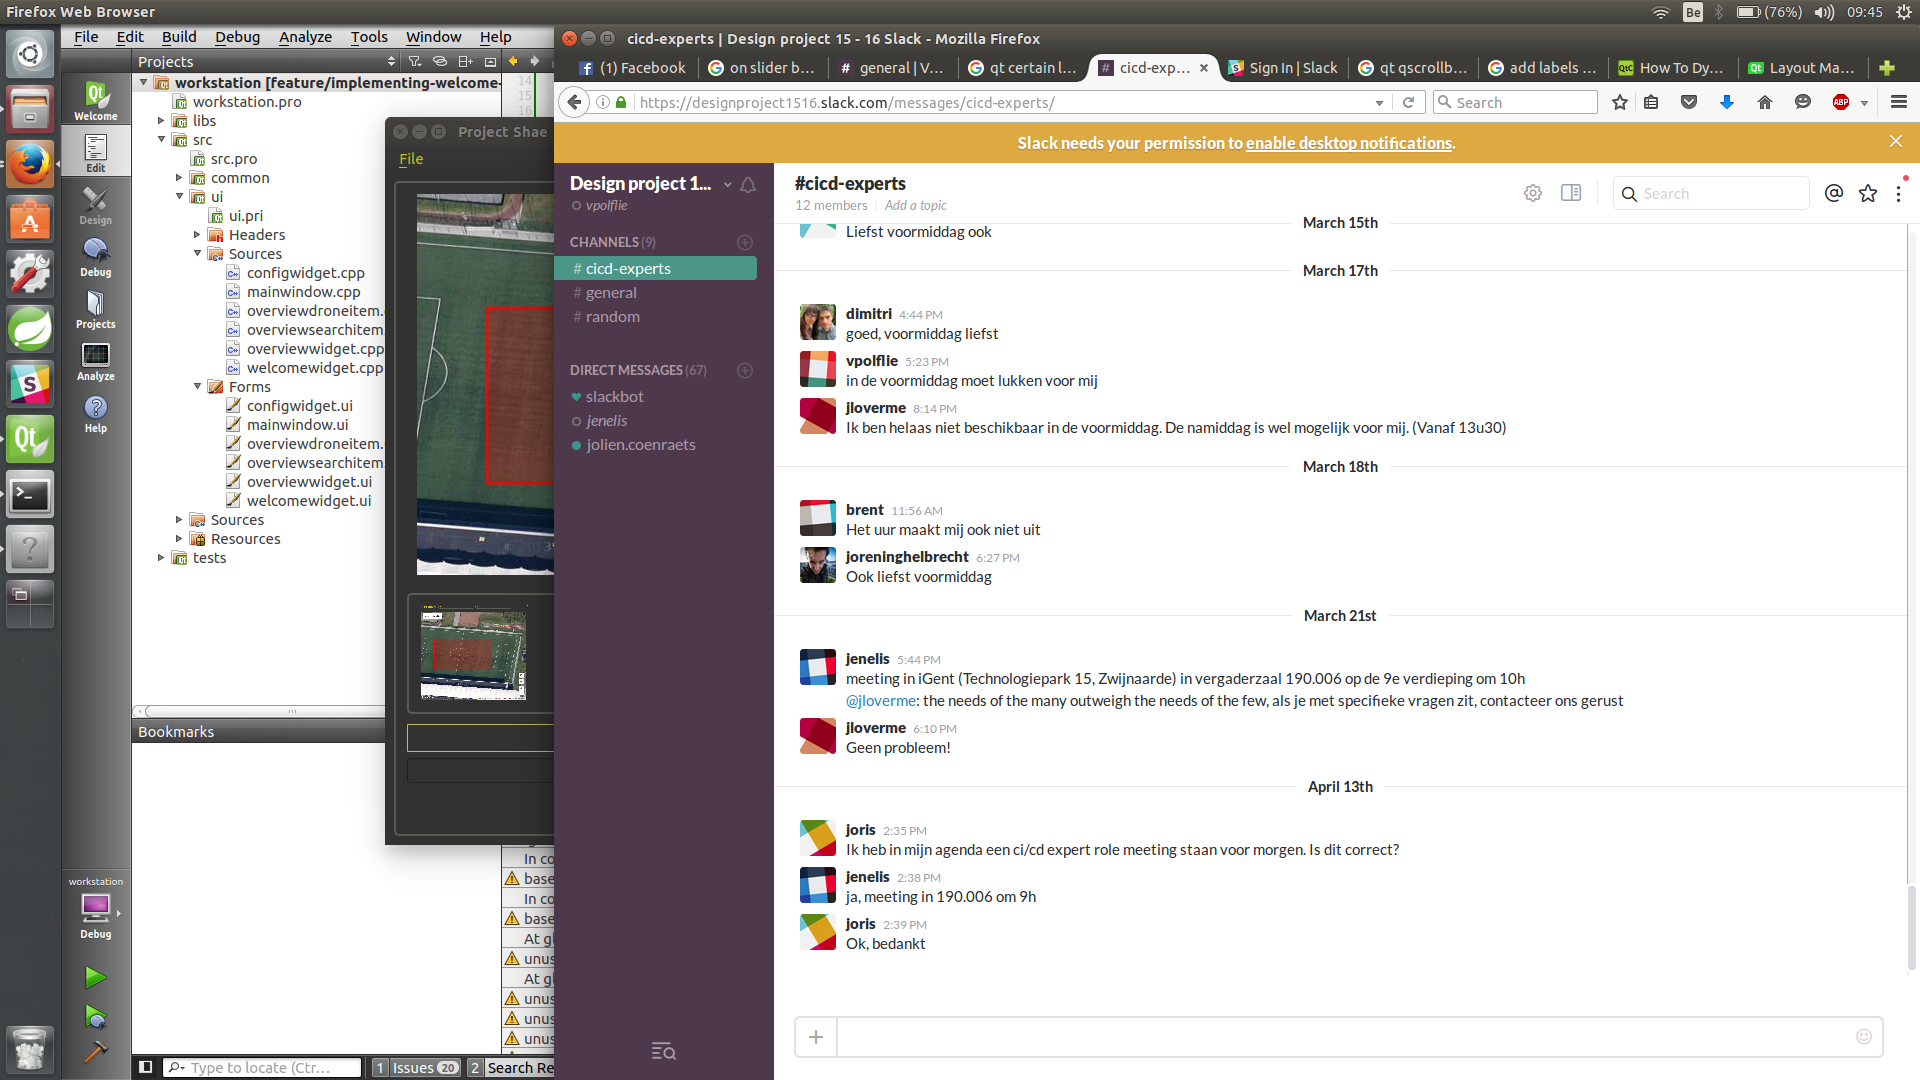 Firefox Web Browser
Be
(76%)
09:45
File Edit Build Debug Analyze Tools Window Help
cicd-experts | Design project 15 - 16 Slack - Mozilla Firefox
(1) Facebook
on slider b...
general | V...
qt certain l...
cicd-exp...
Sign In | Slack
qt qscrollb...
add labels ...
How To Dy...
Layout Ma...
https://designproject1516.slack.com/messages/cicd-experts/
Search
ABP
Slack needs your permission to enable desktop notifications.
Welcome
Edit
Design
Debug
Projects
Analyze
Help
workstation
Debug
Projects
workstation [feature/implementing-welcome-
workstation.pro
libs
src
src.pro
common
ui
ui.pri
Headers
Sources
configwidget.cpp
mainwindow.cpp
overviewdroneitem.
overviewsearchitem.
overviewwidget.cpp
welcomewidget.cpp
Forms
configwidget.ui
mainwindow.ui
overviewdroneitem.
overviewsearchitem.
overviewwidget.ui
welcomewidget.ui
Sources
Resources
tests
Bookmarks
14
15
16
Project Shae
File
In co
base
In co
base
At gl
unus
At gl
unus
unus
unus
Type to locate (Ctr...
1 Issues 20
2 Search Re
Design project 1...
vpolflie
CHANNELS (9)
# cicd-experts
# general
# random
DIRECT MESSAGES (67)
slackbot
jenelis
jolien.coenraets
#cicd-experts
12 members | Add a topic
Search
March 15th
Liefst voormiddag ook
March 17th
dimitri 4:44 PM
goed, voormiddag liefst
vpolflie 5:23 PM
in de voormiddag moet lukken voor mij
jloverme 8:14 PM
Ik ben helaas niet beschikbaar in de voormiddag. De namiddag is wel mogelijk voor mij. (Vanaf 13u30)
March 18th
brent 11:56 AM
Het uur maakt mij ook niet uit
joreninghelbrecht 6:27 PM
Ook liefst voormiddag
March 21st
jenelis 5:44 PM
meeting in iGent (Technologiepark 15, Zwijnaarde) in vergaderzaal 190.006 op de 9e verdieping om 10h
@jloverme: the needs of the many outweigh the needs of the few, als je met specifieke vragen zit, contacteer ons gerust
jloverme 6:10 PM
Geen probleem!
April 13th
joris 2:35 PM
Ik heb in mijn agenda een ci/cd expert role meeting staan voor morgen. Is dit correct?
jenelis 2:38 PM
ja, meeting in 190.006 om 9h
joris 2:39 PM
Ok, bedankt